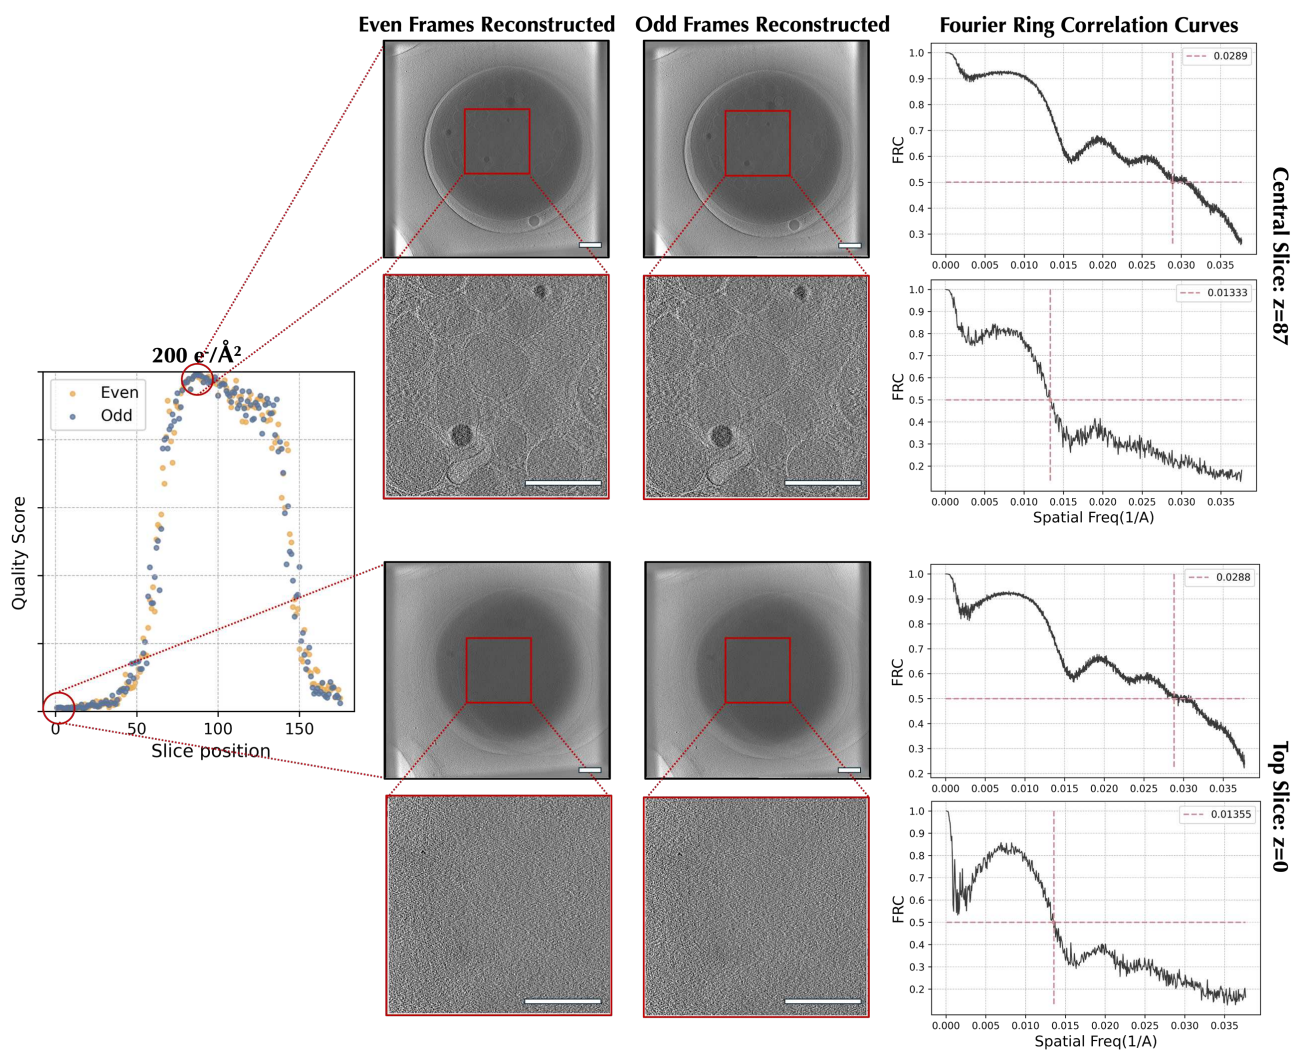 Even Frames Reconstructed
Odd Frames Reconstructed
Fourier Ring Correlation Curves
1.0
0.9
0.8
0.7
0.6
0.5
0.4
0.3
FRC
0.0289
0.000 0.005 0.010 0.015 0.020 0.025 0.030 0.035
1.0
0.9
0.8
0.7
0.6
0.5
0.4
0.3
0.2
FRC
0.01333
0.000 0.005 0.010 0.015 0.020 0.025 0.030 0.035
Spatial Freq(1/A)
Central Slice: z=87
200 e⁻/Å²
Even
Odd
Quality Score
0 50 100 150
Slice position
1.0
0.9
0.8
0.7
0.6
0.5
0.4
0.3
0.2
FRC
0.0288
0.000 0.005 0.010 0.015 0.020 0.025 0.030 0.035
1.0
0.9
0.8
0.7
0.6
0.5
0.4
0.3
0.2
FRC
0.01355
0.000 0.005 0.010 0.015 0.020 0.025 0.030 0.035
Spatial Freq(1/A)
Top Slice: z=0